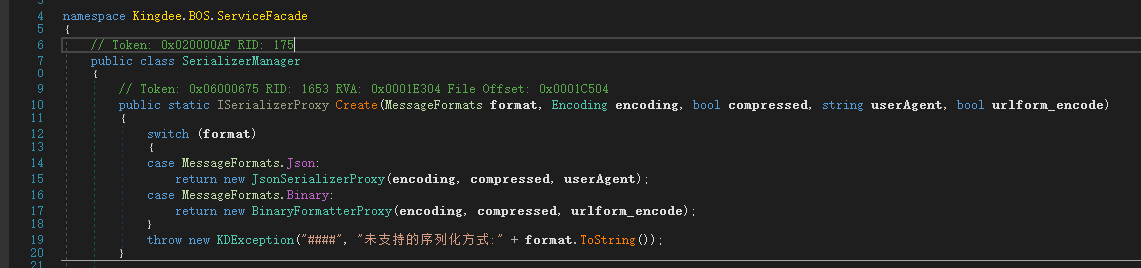 4 namespace Kingdee.BOS.ServiceFacade
5 {
6 // Token: 0x020000AF RID: 175
7 public class SerializerManager
8 {
9 // Token: 0x06000675 RID: 1653 RVA: 0x0001E304 File Offset: 0x0001C504
10 public static ISerializerProxy Create(MessageFormats format, Encoding encoding, bool compressed, string userAgent, bool urlform_encode)
11 {
12 switch (format)
13 {
14 case MessageFormats.Json:
15 return new JsonSerializerProxy(encoding, compressed, userAgent);
16 case MessageFormats.Binary:
17 return new BinaryFormatterProxy(encoding, compressed, urlform_encode);
18 }
19 throw new KDException("####", "未支持的序列化方式:" + format.ToString());
20 }
21